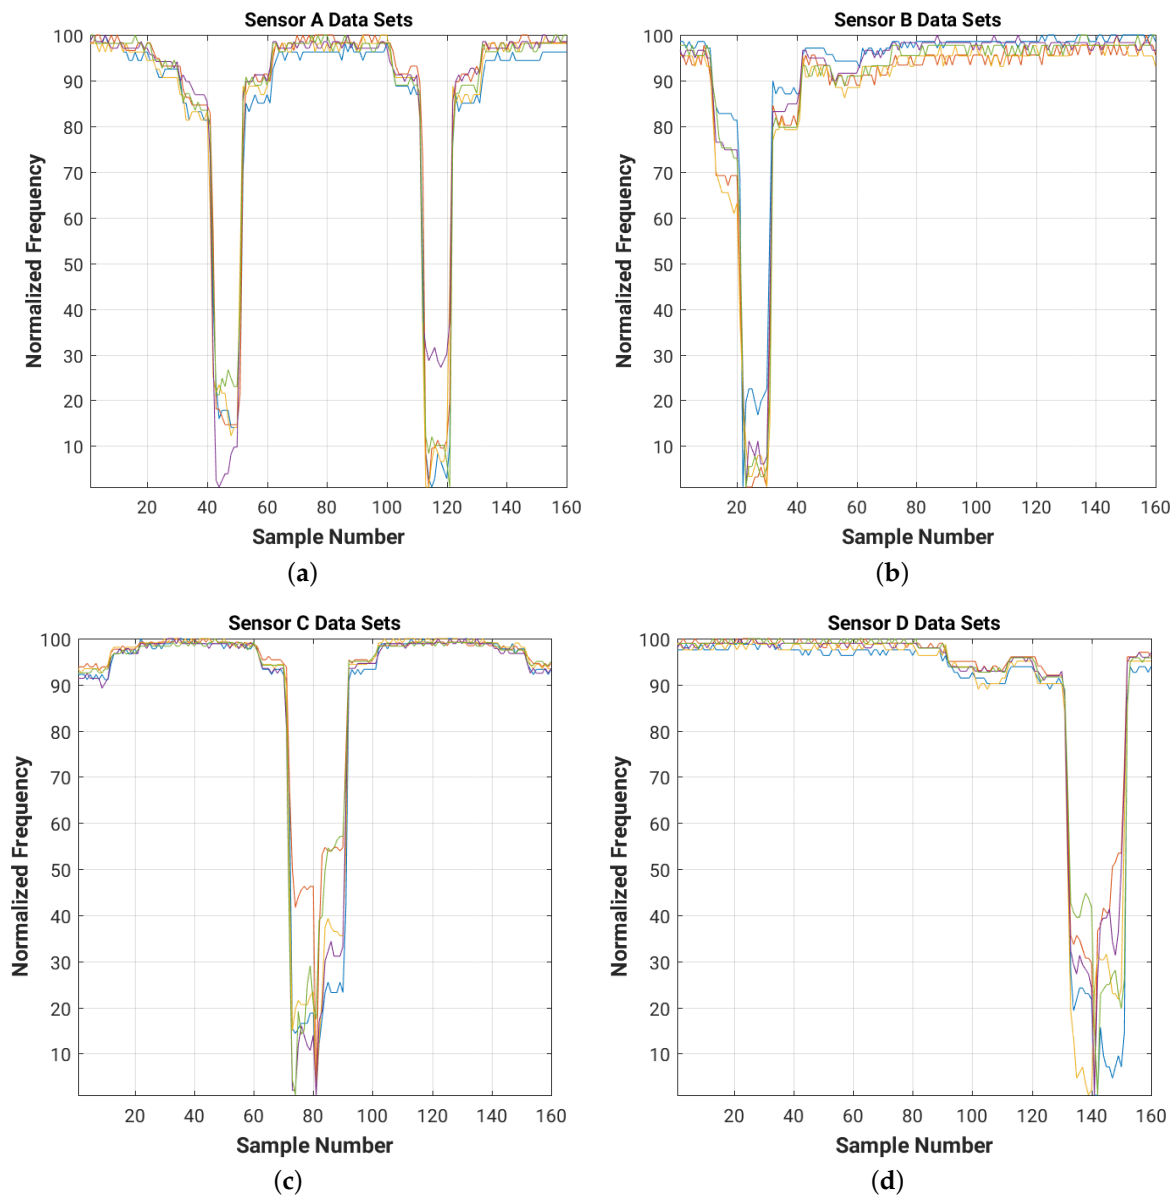 Sensor A Data Sets
100
90
80
70
60
50
40
30
20
10
Normalized Frequency
20 40 60 80 100 120 140 160
Sample Number
(a)
Sensor B Data Sets
100
90
80
70
60
50
40
30
20
10
Normalized Frequency
20 40 60 80 100 120 140 160
Sample Number
(b)
Sensor C Data Sets
100
90
80
70
60
50
40
30
20
10
Normalized Frequency
20 40 60 80 100 120 140 160
Sample Number
(c)
Sensor D Data Sets
100
90
80
70
60
50
40
30
20
10
Normalized Frequency
20 40 60 80 100 120 140 160
Sample Number
(d)